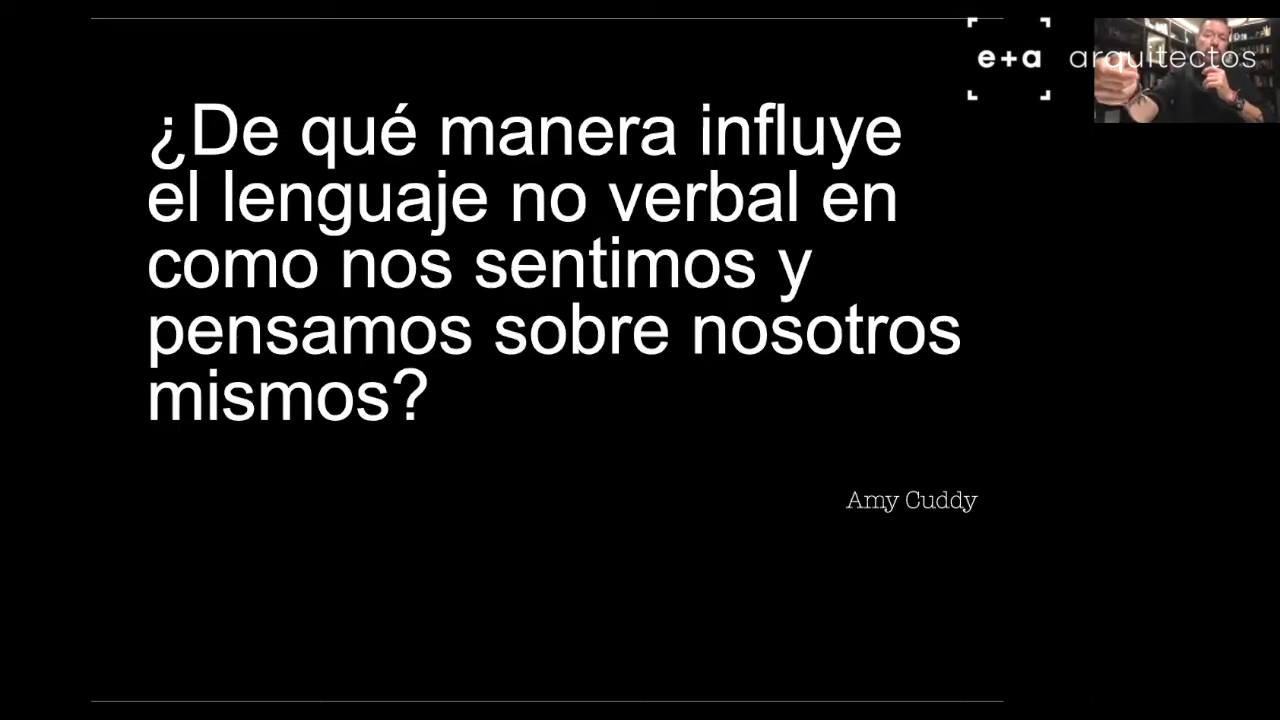 e+a arquitectos
¿De qué manera influye
el lenguaje no verbal en
como nos sentimos y
pensamos sobre nosotros
mismos?
Amy Cuddy